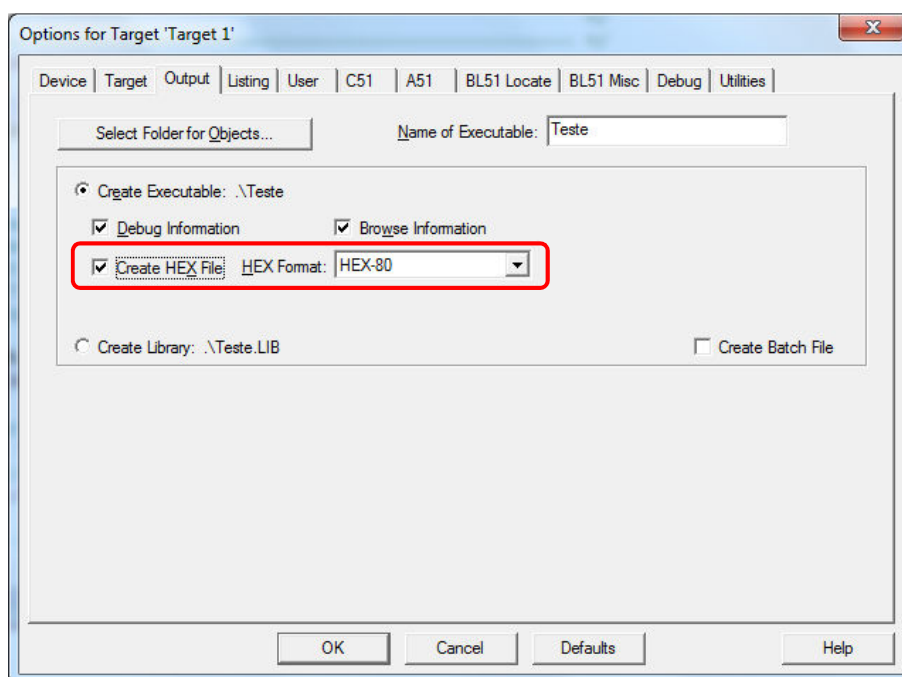 Options for Target 'Target 1'
Device Target Output Listing User C51 A51 BL51 Locate BL51 Misc Debug Utilities
Select Folder for Objects... Name of Executable: Teste
Create Executable: .\Teste
Debug Information Browse Information
Create HEX File HEX Format: HEX-80
Create Library: .\Teste.LIB Create Batch File
OK Cancel Defaults Help